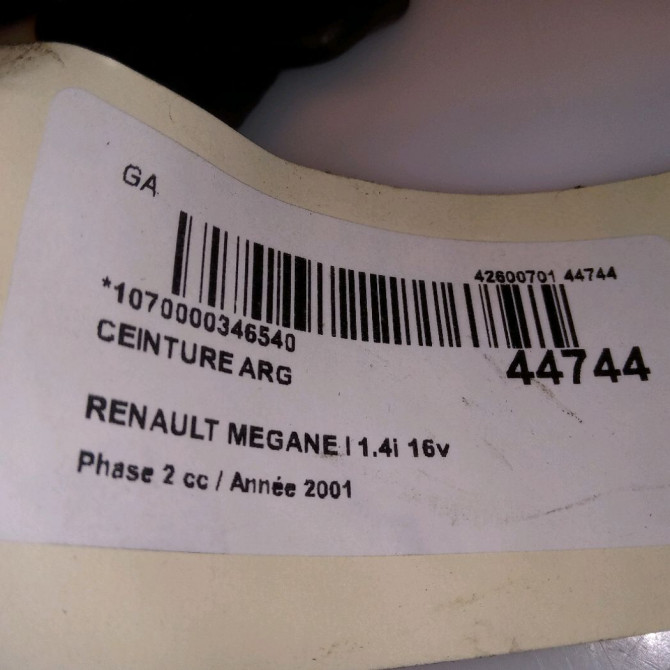 GA
42600701 44744
*1070000346540
44744
CEINTURE ARG
RENAULT MEGANE I 1.4i 16v
Phase 2 cc / Année 2001